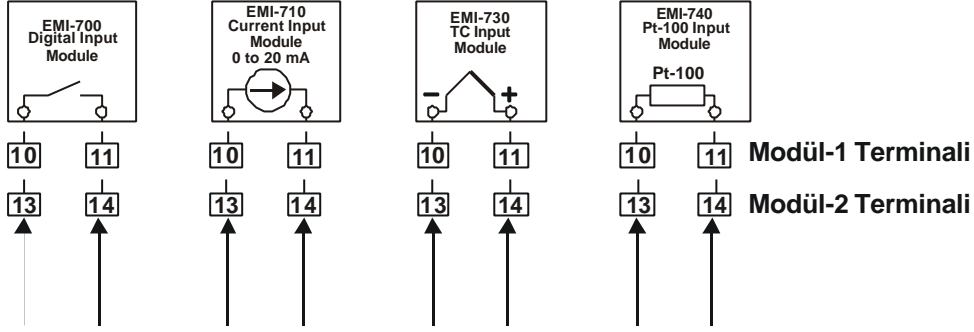 EMI-700
Digital Input
Module
EMI-710
Current Input
Module
0 to 20 mA
EMI-730
TC Input
Module
- +
EMI-740
Pt-100 Input
Module
Pt-100
10 11 10 11 10 11 10 11 Modül-1 Terminali
13 14 13 14 13 14 13 14 Modül-2 Terminali